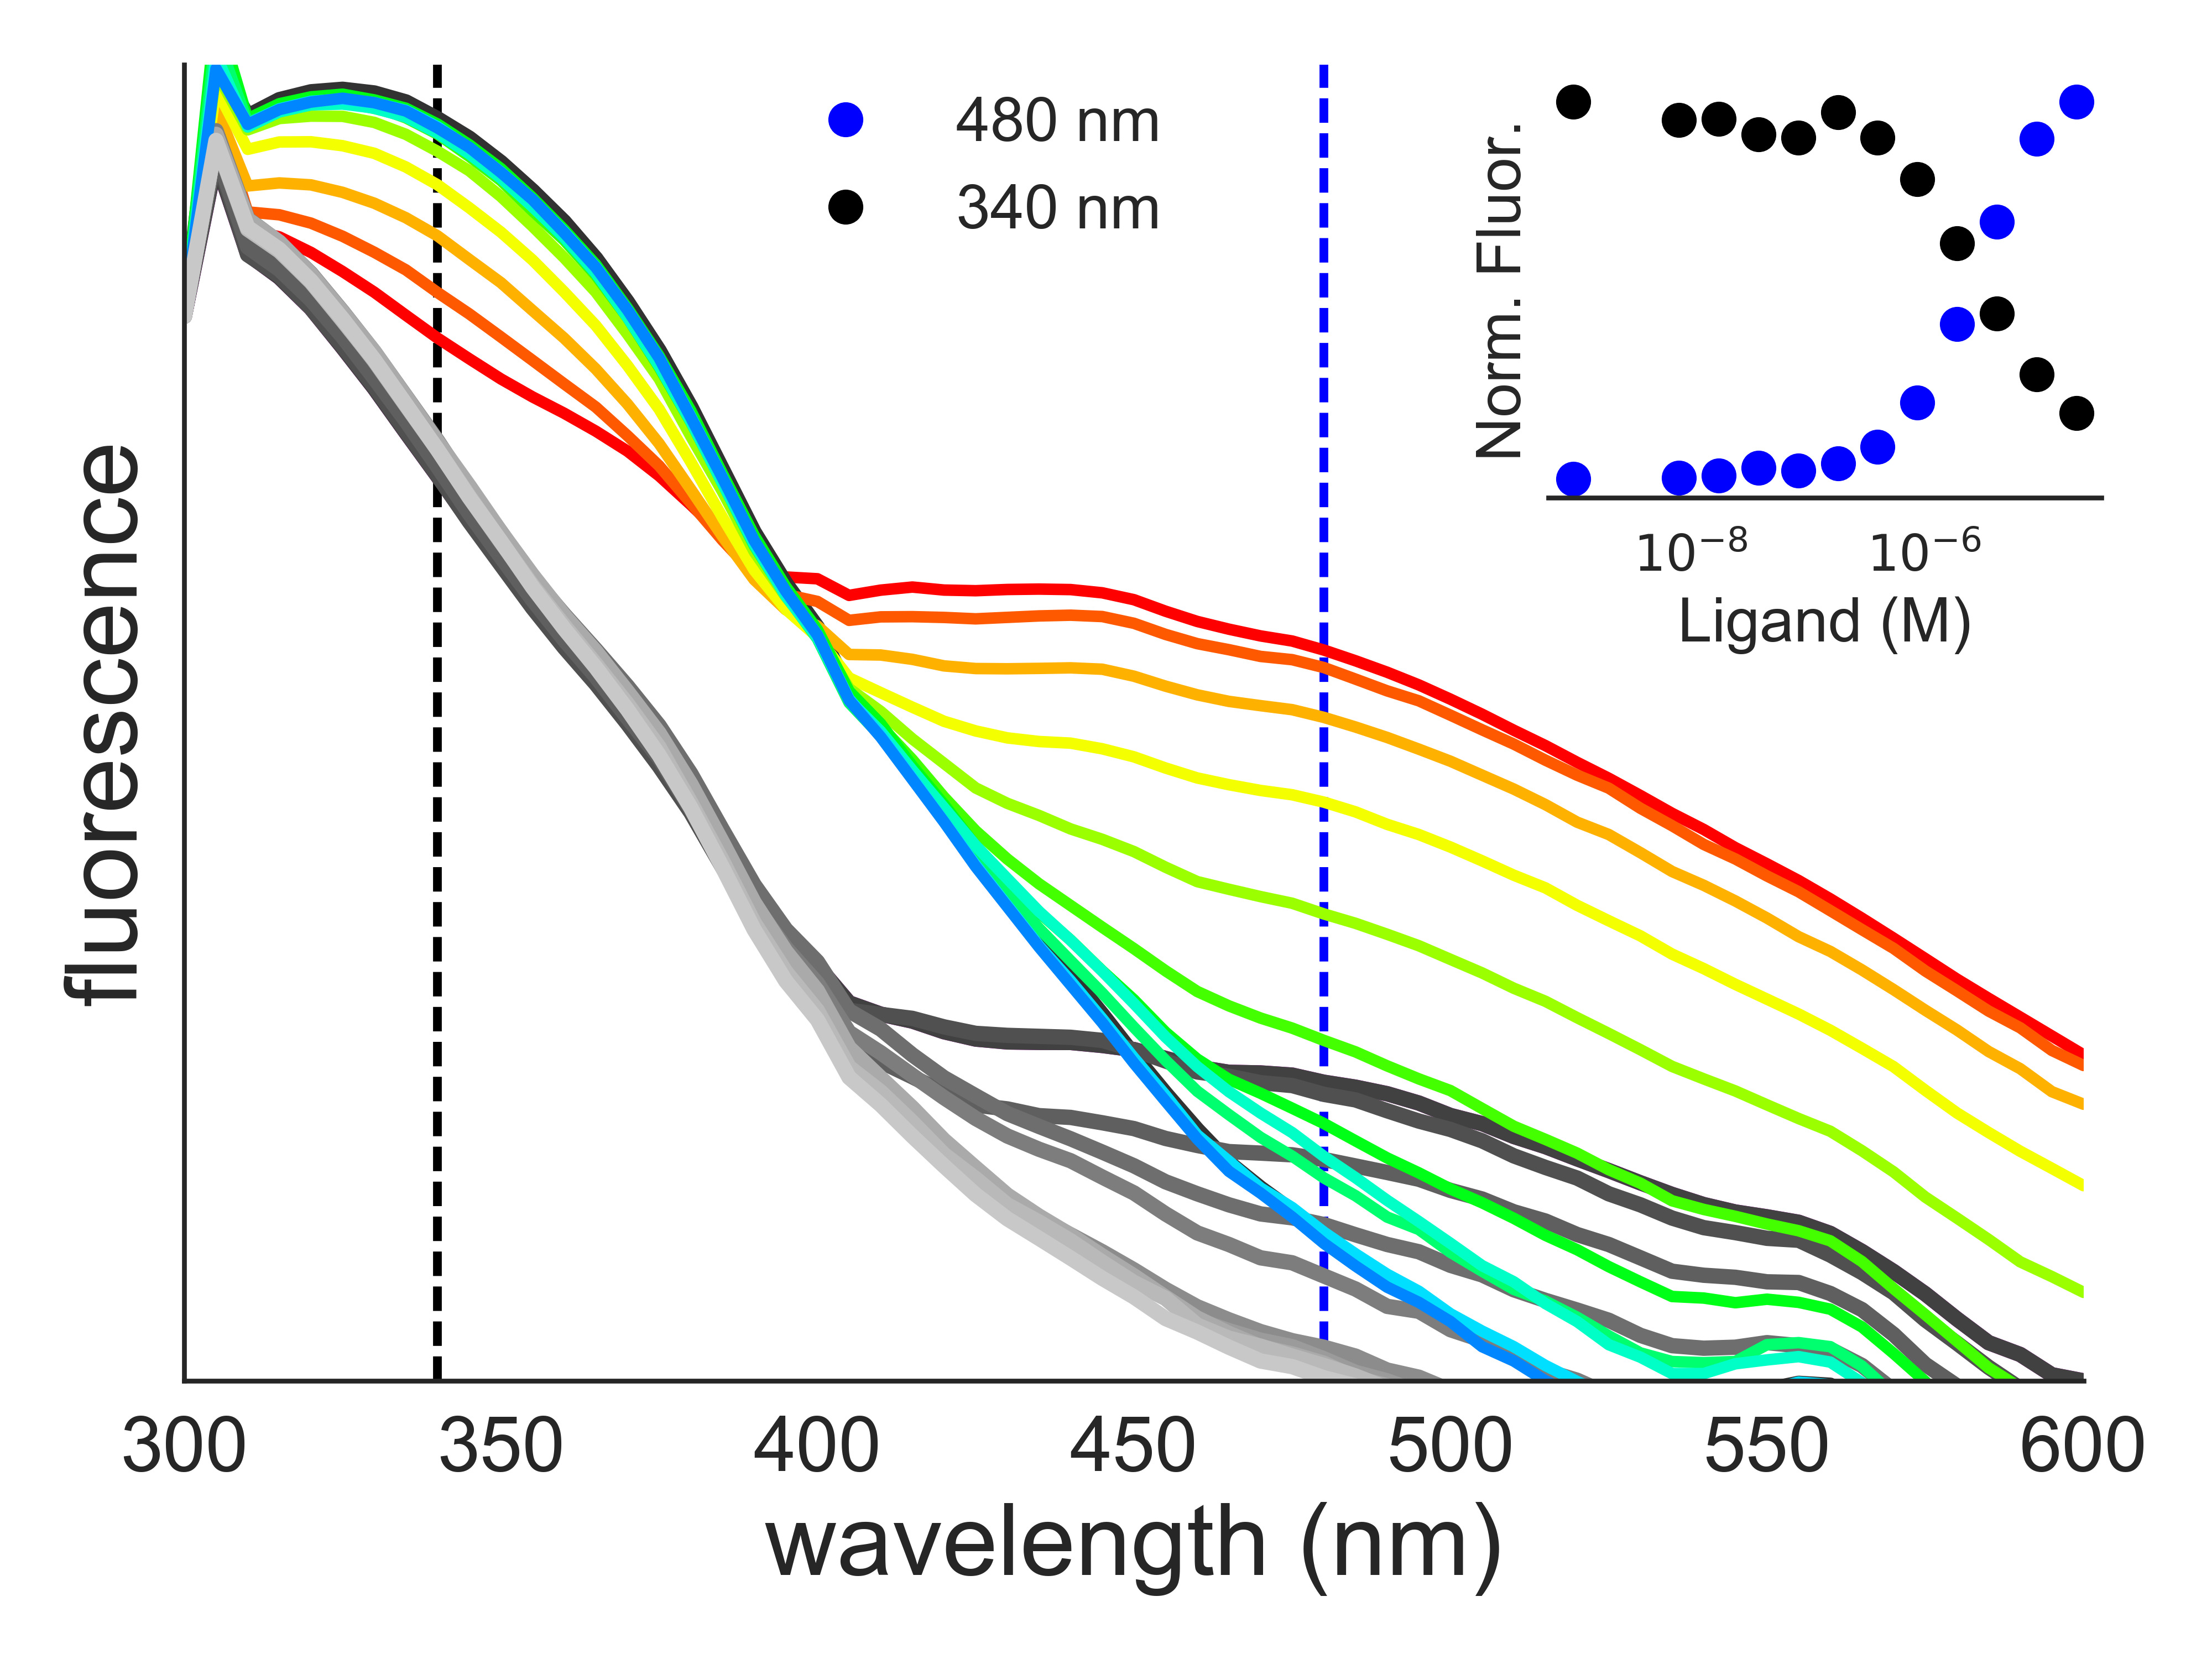 480 nm
340 nm
Norm. Fluor.
10⁻⁸ 10⁻⁶
Ligand (M)
fluorescence
300 350 400 450 500 550 600
wavelength (nm)